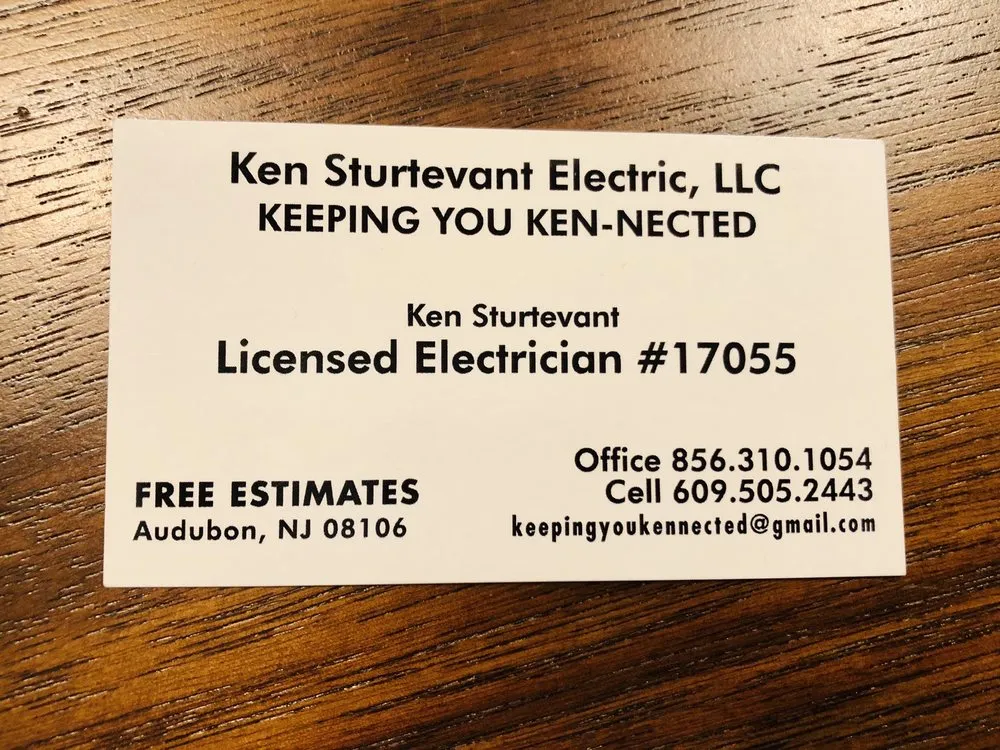 Ken Sturtevant Electric, LLC
KEEPING YOU KEN-NECTED
Ken Sturtevant
Licensed Electrician #17055
FREE ESTIMATES
Audubon, NJ 08106
Office 856.310.1054
Cell 609.505.2443
keepingyoukennected@gmail.com